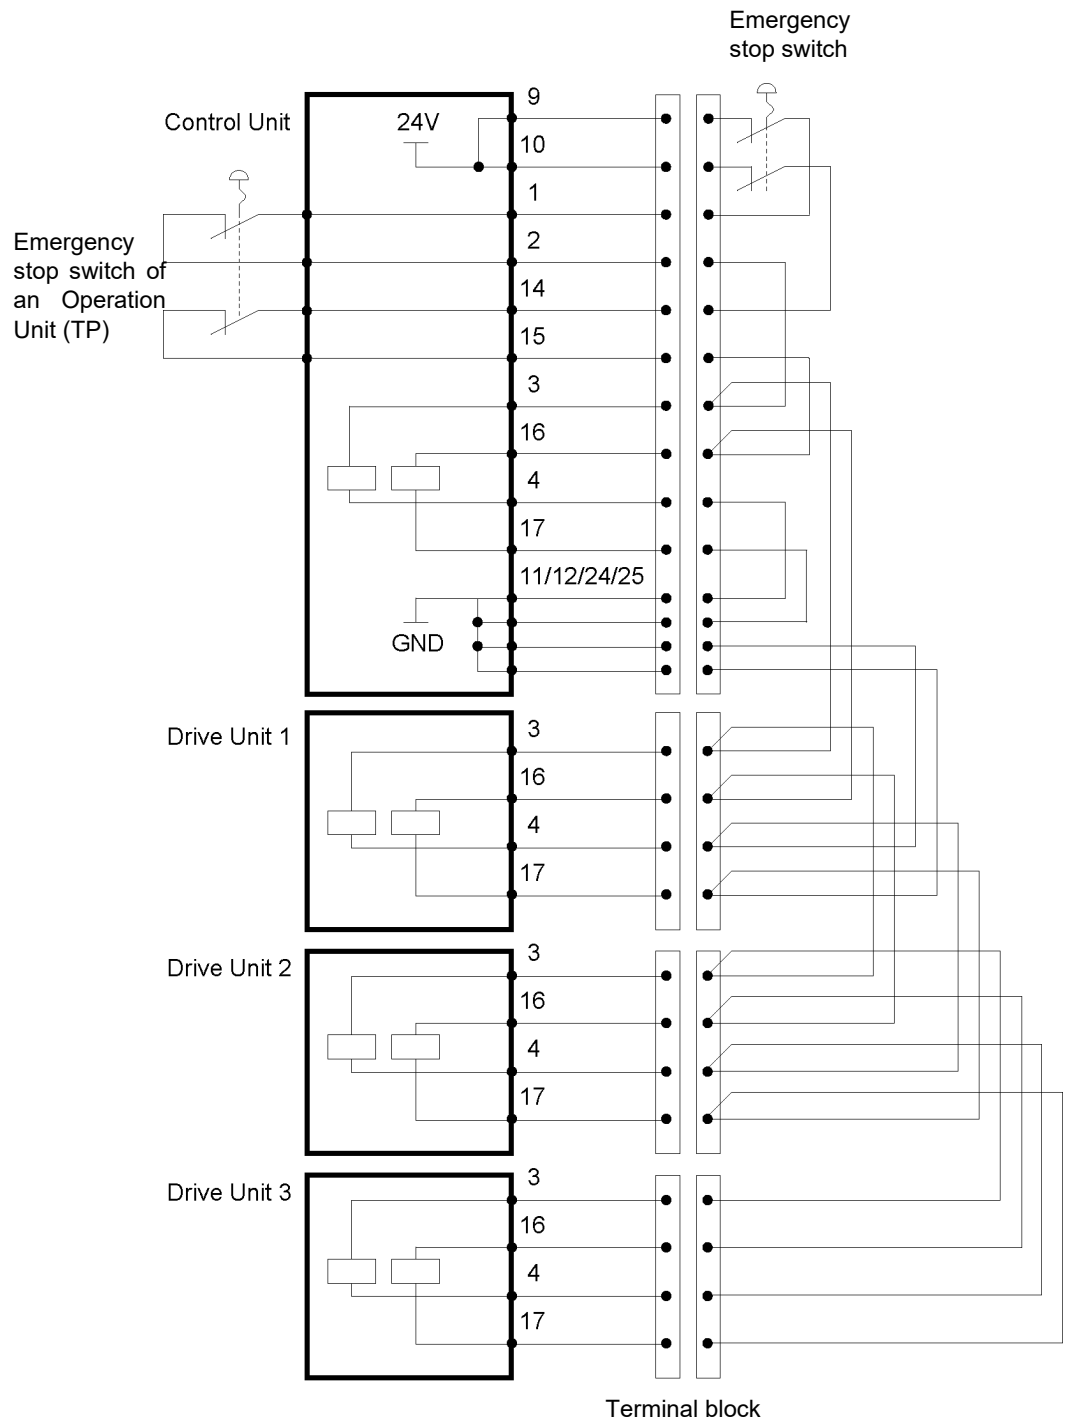 Emergency
stop switch
9
Control Unit
24V
10
1
Emergency
stop switch of
an Operation
Unit (TP)
2
14
15
3
16
4
17
11/12/24/25
GND
Drive Unit 1
3
16
4
17
Drive Unit 2
3
16
4
17
Drive Unit 3
3
16
4
17
Terminal block